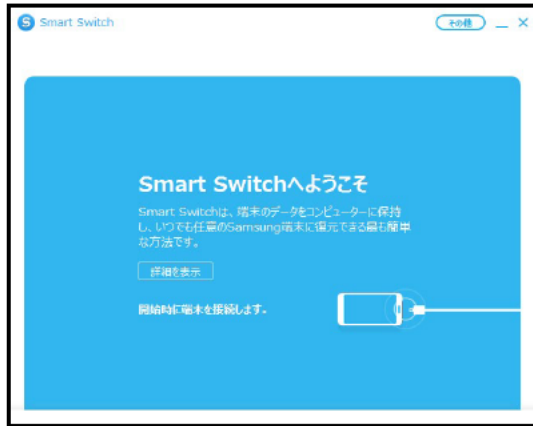 Smart Switch
その他
Smart Switchへようこそ
Smart Switchは、端末のデータをコンピューターに保持
し、いつでも任意のSamsung端末に復元できる最も簡単
な方法です。
詳細を表示
開始時に端末を接続します。